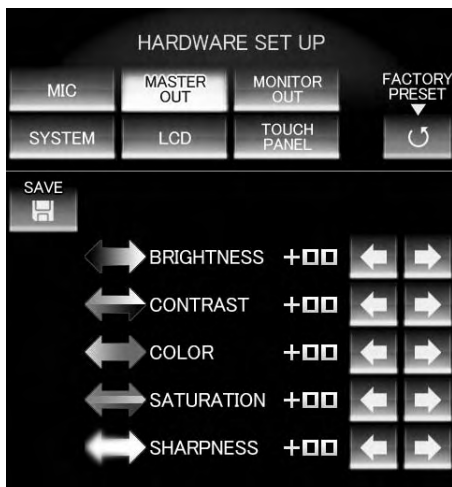 HARDWARE SET UP
MIC
MASTER
OUT
MONITOR
OUT
FACTORY
PRESET
SYSTEM
LCD
TOUCH
PANEL
SAVE
BRIGHTNESS +00
CONTRAST +00
COLOR +00
SATURATION +00
SHARPNESS +00